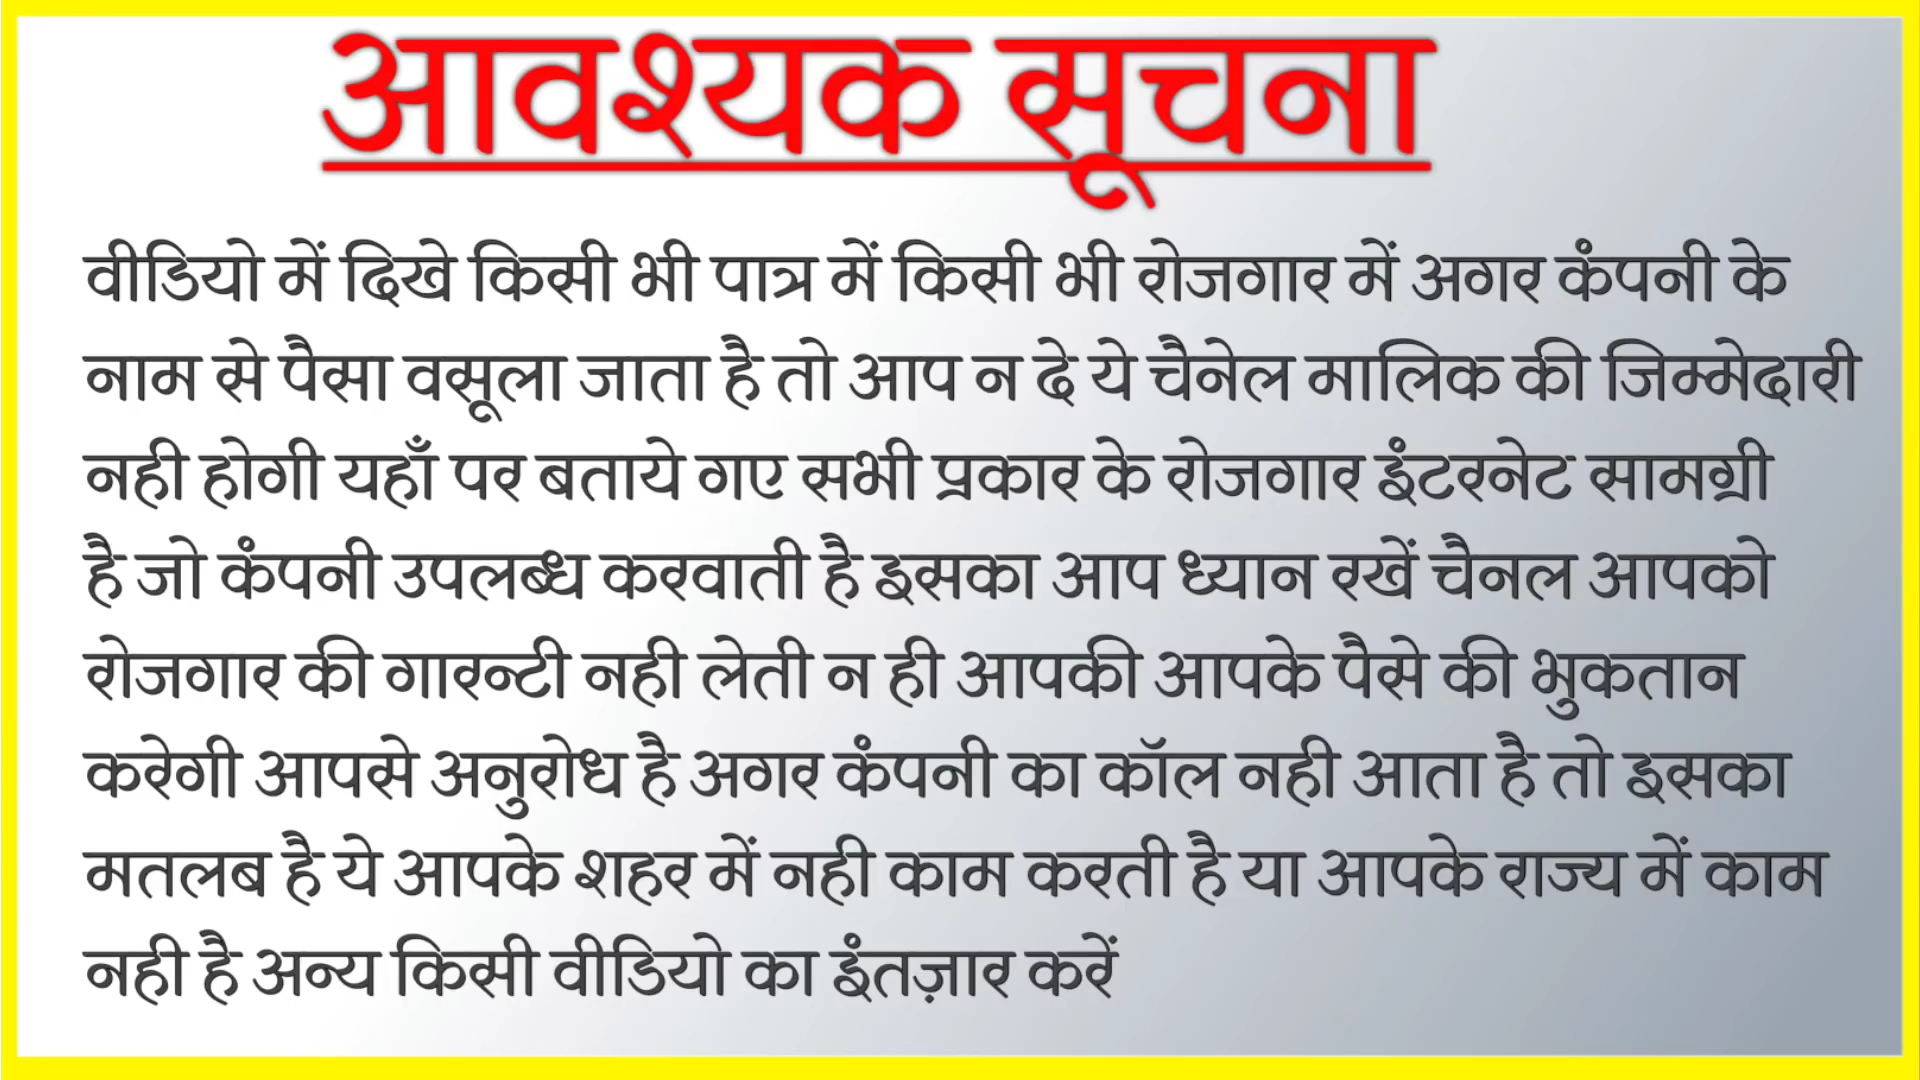 आवश्यक सूचना
वीडियो में दिखे किसी भी पात्र में किसी भी रोजगार में अगर कंपनी के
नाम से पैसा वसूला जाता है तो आप न दे ये चैनेल मालिक की जिम्मेदारी
नही होगी यहाँ पर बताये गए सभी प्रकार के रोजगार इंटरनेट सामग्री
है जो कंपनी उपलब्ध करवाती है इसका आप ध्यान रखें चैनल आपको
रोजगार की गारन्टी नही लेती न ही आपकी आपके पैसे की भुकतान
करेगी आपसे अनुरोध है अगर कंपनी का कॉल नही आता है तो इसका
मतलब है ये आपके शहर में नही काम करती है या आपके राज्य में काम
नही है अन्य किसी वीडियो का इंतज़ार करें